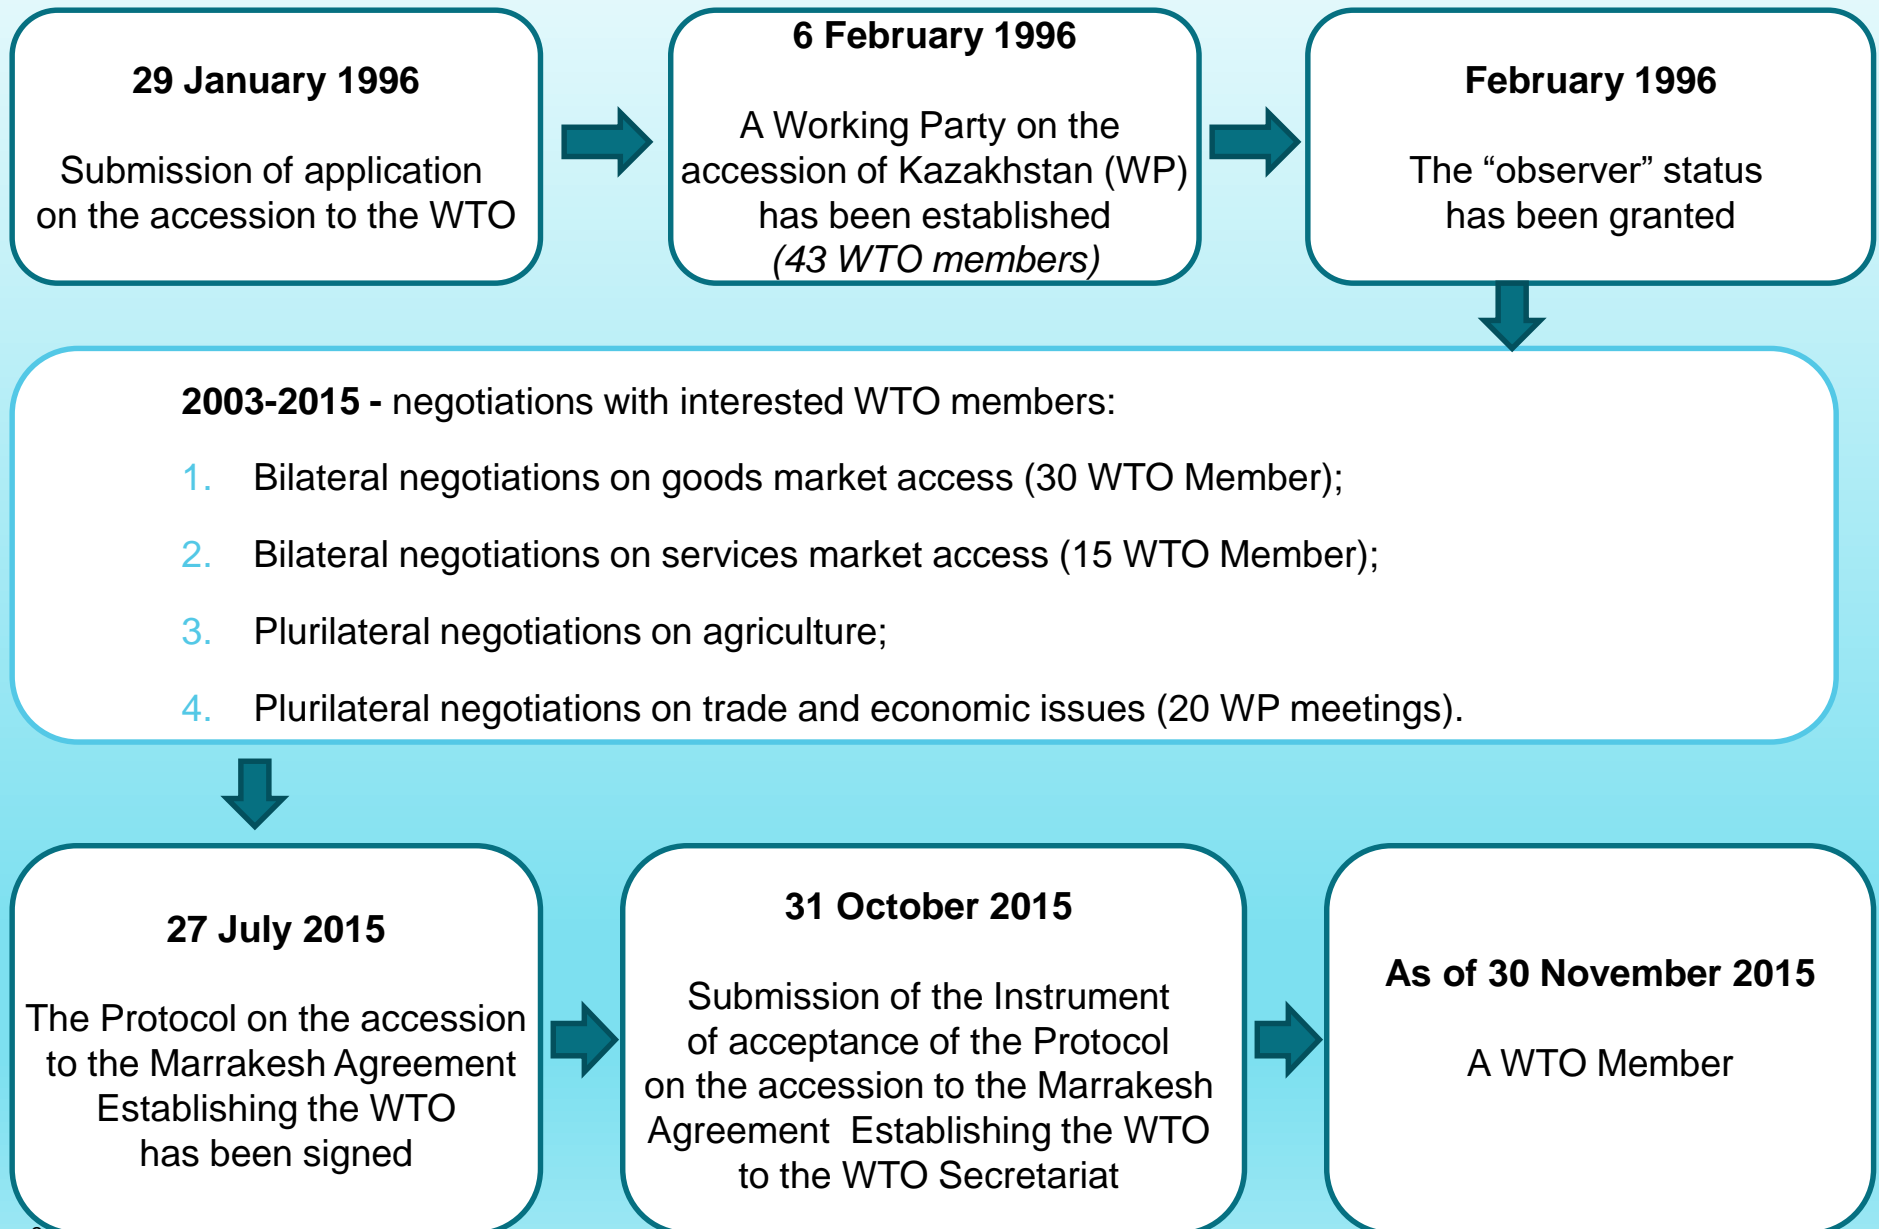 29 January 1996
Submission of application
on the accession to the WTO
6 February 1996
A Working Party on the
accession of Kazakhstan (WP)
has been established
(43 WTO members)
February 1996
The “observer” status
has been granted
2003-2015 - negotiations with interested WTO members:
1. Bilateral negotiations on goods market access (30 WTO Member);
2. Bilateral negotiations on services market access (15 WTO Member);
3. Plurilateral negotiations on agriculture;
4. Plurilateral negotiations on trade and economic issues (20 WP meetings).
27 July 2015
The Protocol on the accession
to the Marrakesh Agreement
Establishing the WTO
has been signed
31 October 2015
Submission of the Instrument
of acceptance of the Protocol
on the accession to the Marrakesh
Agreement Establishing the WTO
to the WTO Secretariat
As of 30 November 2015
A WTO Member